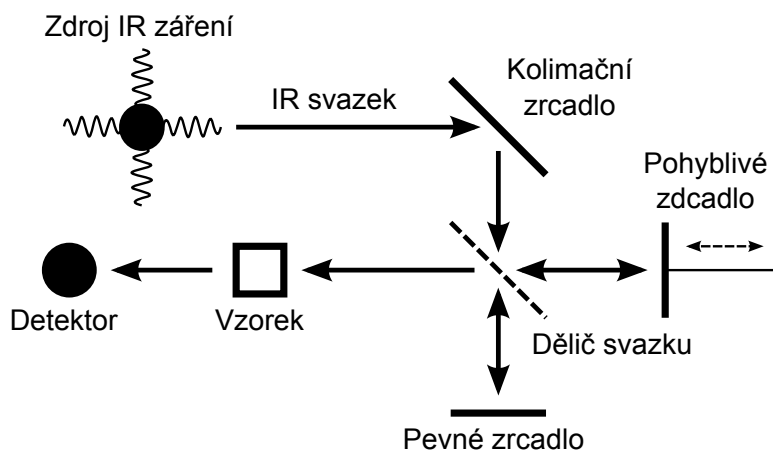 Zdroj IR záření
IR svazek
Kolimační
zrcadlo
Pohyblivé
zdcadlo
Detektor
Vzorek
Dělič svazku
Pevné zrcadlo